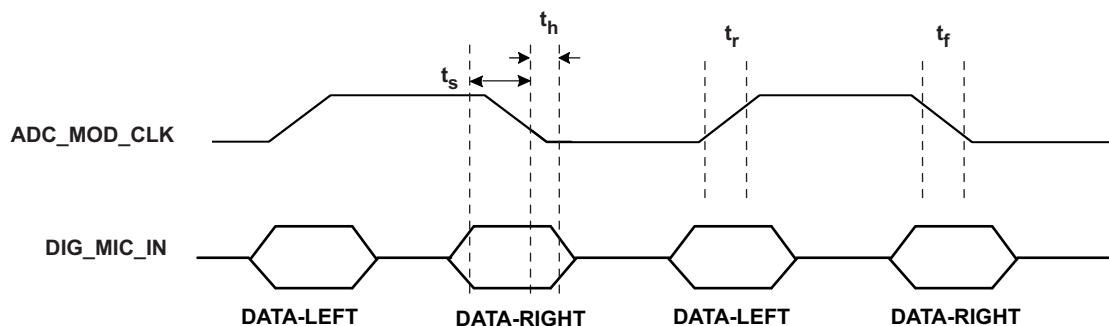 t_h
t_r
t_f
t_s
ADC_MOD_CLK
DIG_MIC_IN
DATA-LEFT
DATA-RIGHT
DATA-LEFT
DATA-RIGHT